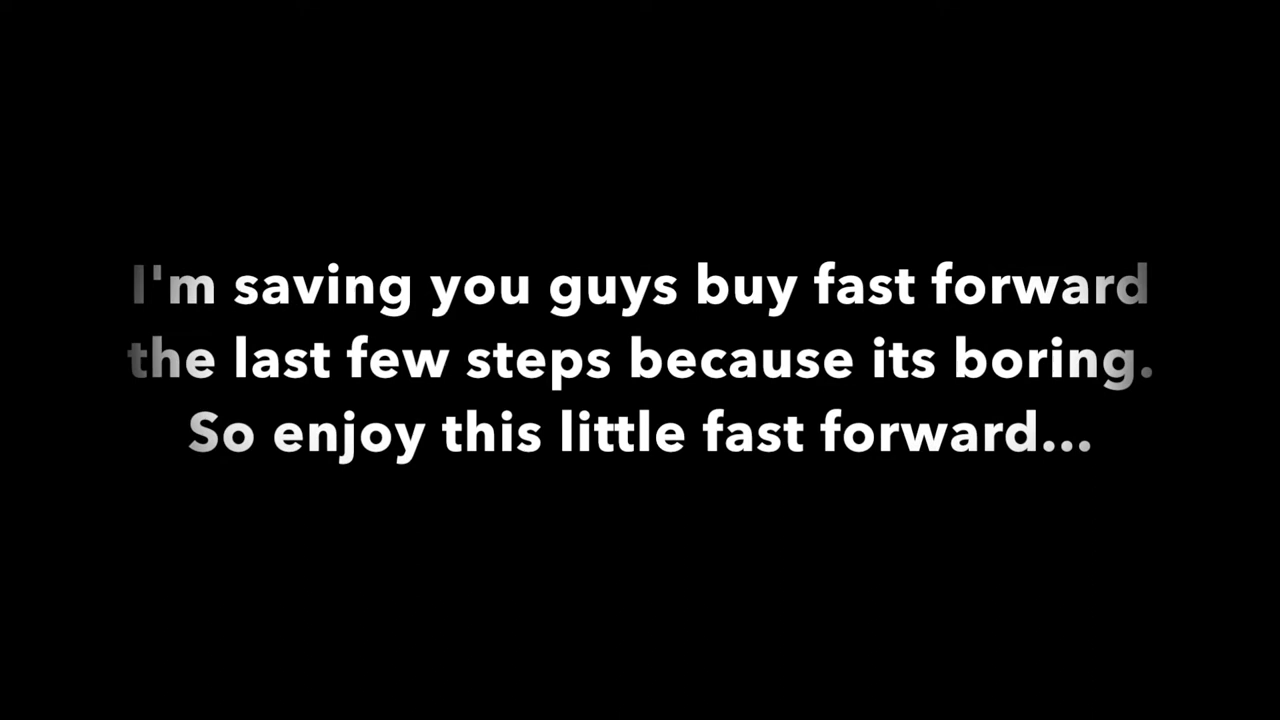 I'm saving you guys buy fast forward
the last few steps because its boring.
So enjoy this little fast forward...